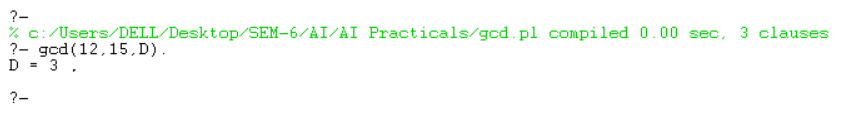 ?-
% c:/Users/DELL/Desktop/SEM-6/AI/AI Practicals/gcd.pl compiled 0.00 sec, 3 clauses
?- gcd(12,15,D).
D = 3 .
?-